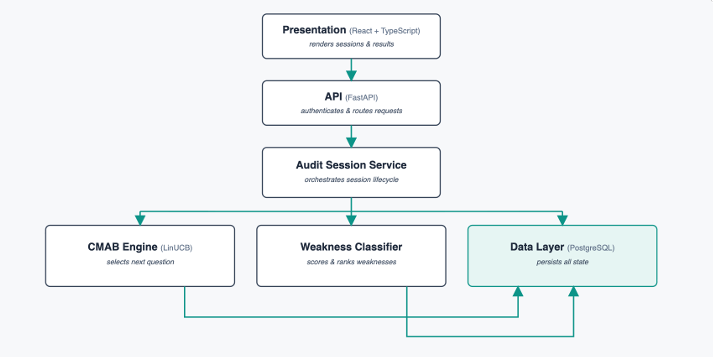 Presentation (React + TypeScript)
renders sessions & results
API (FastAPI)
authenticates & routes requests
Audit Session Service
orchestrates session lifecycle
CMAB Engine (LinUCB)
selects next question
Weakness Classifier
scores & ranks weaknesses
Data Layer (PostgreSQL)
persists all state